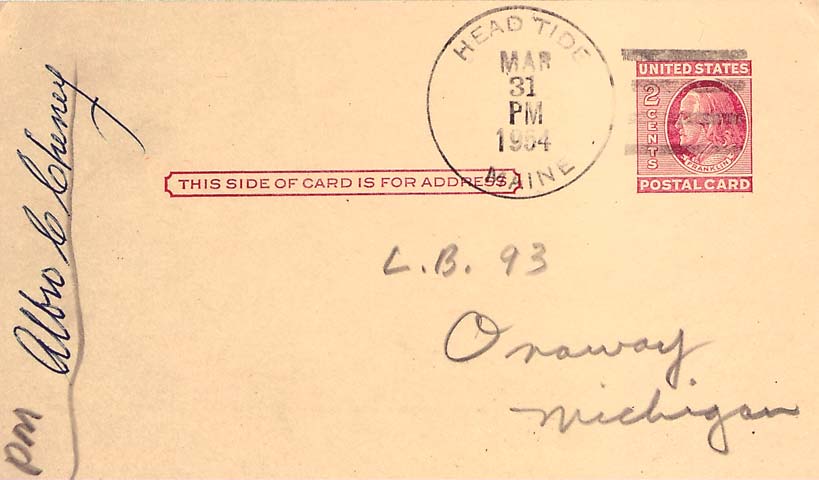 HEAD TIDE
MAR
31
PM
1954
MAINE
UNITED STATES
2 CENTS
FRANKLIN
POSTAL CARD
THIS SIDE OF CARD IS FOR ADDRESS
L.B. 93
Onaway
Michigan
Albro C Cheney
pm